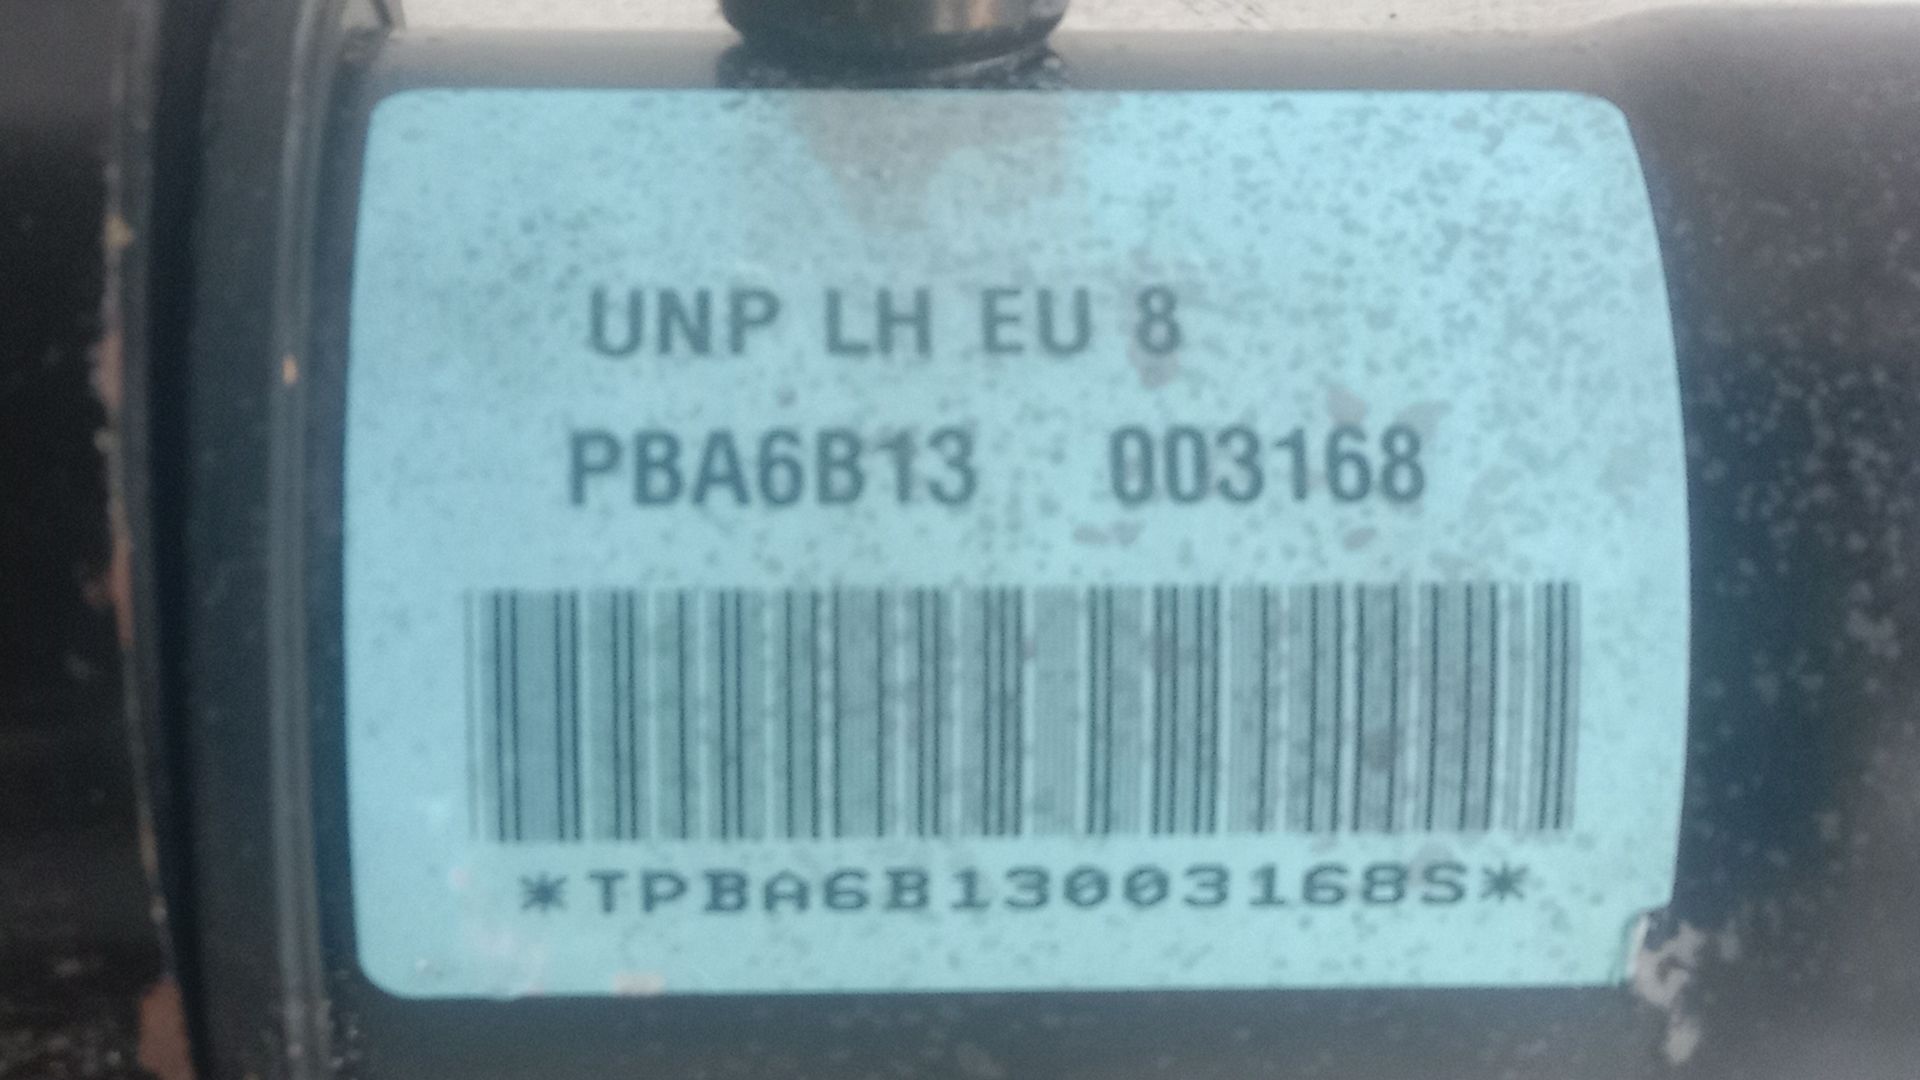 UNP LH EU 8
PBA6B13 003168
*TPBA6B13003168S*